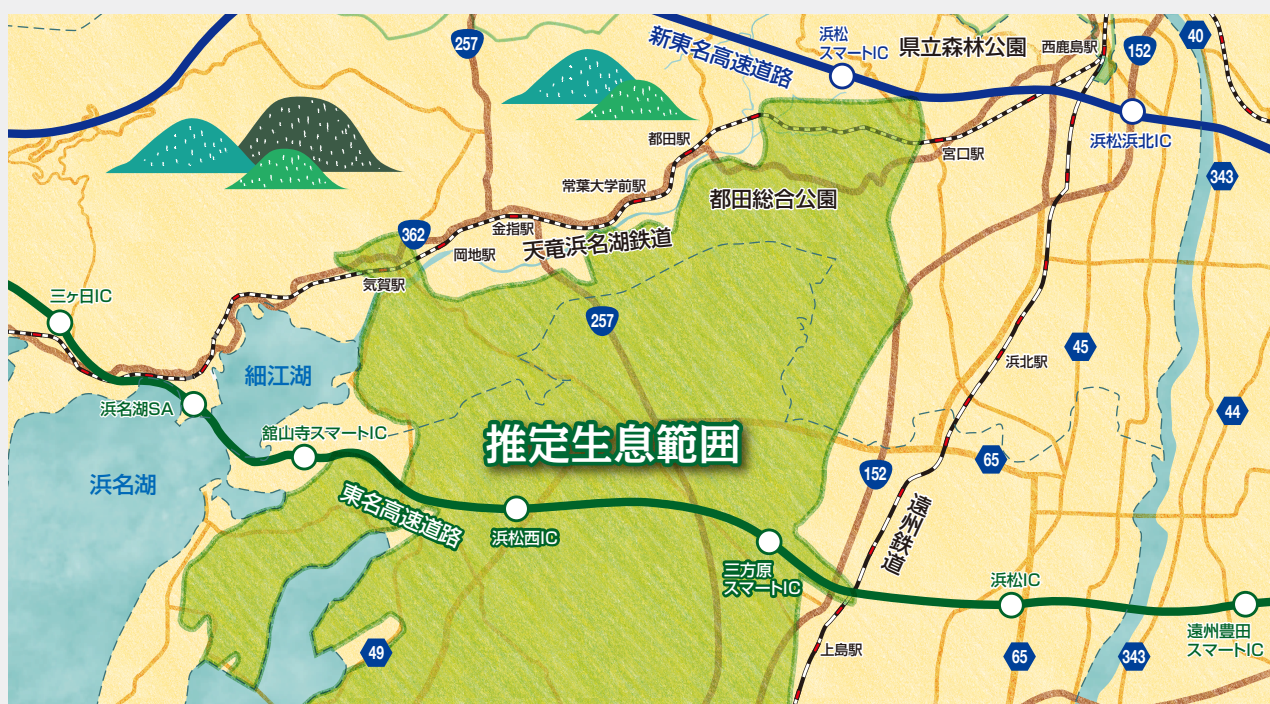 新東名高速道路
浜松
スマートIC
県立森林公園
西鹿島駅
152
40
257
浜松浜北IC
都田駅
宮口駅
343
常葉大学前駅
都田総合公園
362
金指駅
天竜浜名湖鉄道
岡地駅
気賀駅
三ヶ日IC
257
45
浜北駅
細江湖
浜名湖SA
44
舘山寺スマートIC
推定生息範囲
65
152
浜名湖
東名高速道路
浜松西IC
遠州鉄道
三方原
スマートIC
浜松IC
遠州豊田
スマートIC
49
上島駅
65
343